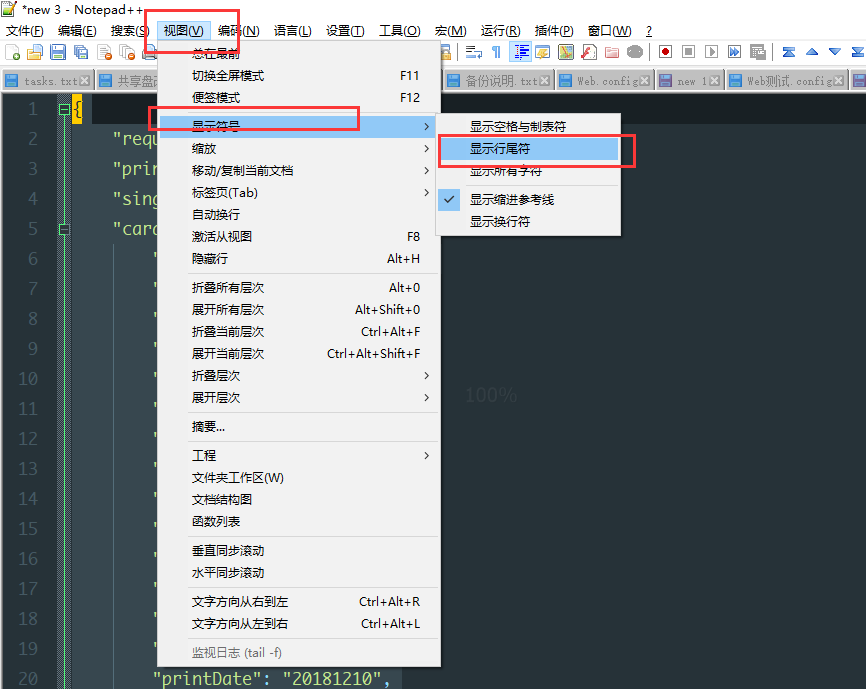 *new 3 - Notepad++
文件(F) 编辑(E) 搜索(S) 视图(V) 编码(N) 语言(L) 设置(T) 工具(O) 宏(M) 运行(R) 插件(P) 窗口(W) ?
tasks.txt 共享盘 备份说明.txt Web.config new 1 Web测试.config
总在最前
切换全屏模式 F11
便签模式 F12
显示符号
缩放
移动/复制当前文档
标签页(Tab)
自动换行
激活从视图 F8
隐藏行 Alt+H
折叠所有层次 Alt+0
展开所有层次 Alt+Shift+0
折叠当前层次 Ctrl+Alt+F
展开当前层次 Ctrl+Alt+Shift+F
折叠层次
展开层次
摘要...
工程
文件夹工作区(W)
文档结构图
函数列表
垂直同步滚动
水平同步滚动
文字方向从右到左 Ctrl+Alt+R
文字方向从左到右 Ctrl+Alt+L
监视日志 (tail -f)
显示空格与制表符
显示行尾符
显示所有字符
显示缩进参考线
显示换行符
1 {
2 "requ
3 "prin
4 "sing
5 "card
6 "
7 "
8 "
9 "
10 "
11 "
12 "
13 "
14 "
15 "
16 "
17 "
18 "
19 "
20 "printDate": "20181210",
100%